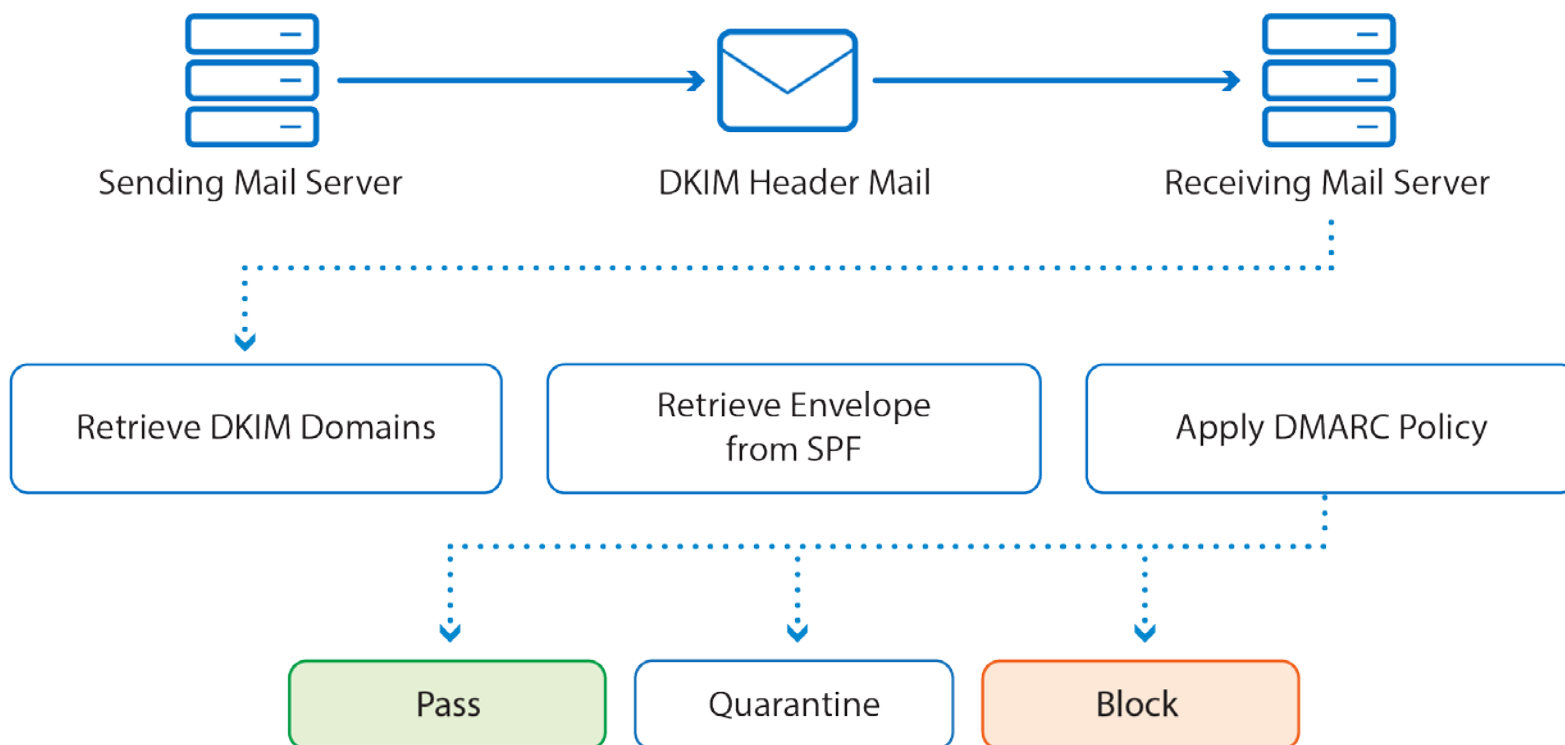 Sending Mail Server
DKIM Header Mail
Receiving Mail Server
Retrieve DKIM Domains
Retrieve Envelope
from SPF
Apply DMARC Policy
Pass
Quarantine
Block